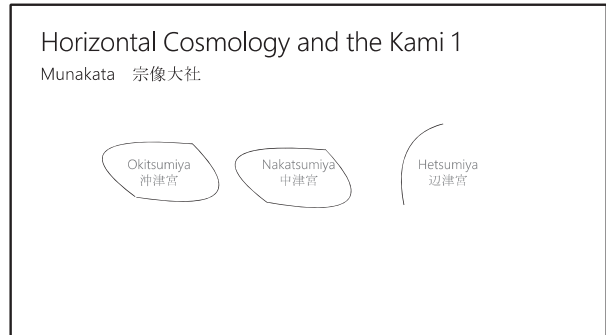 Horizontal Cosmology and the Kami 1
Munakata　宗像大社
Okitsumiya
沖津宮
Nakatsumiya
中津宮
Hetsumiya
辺津宮